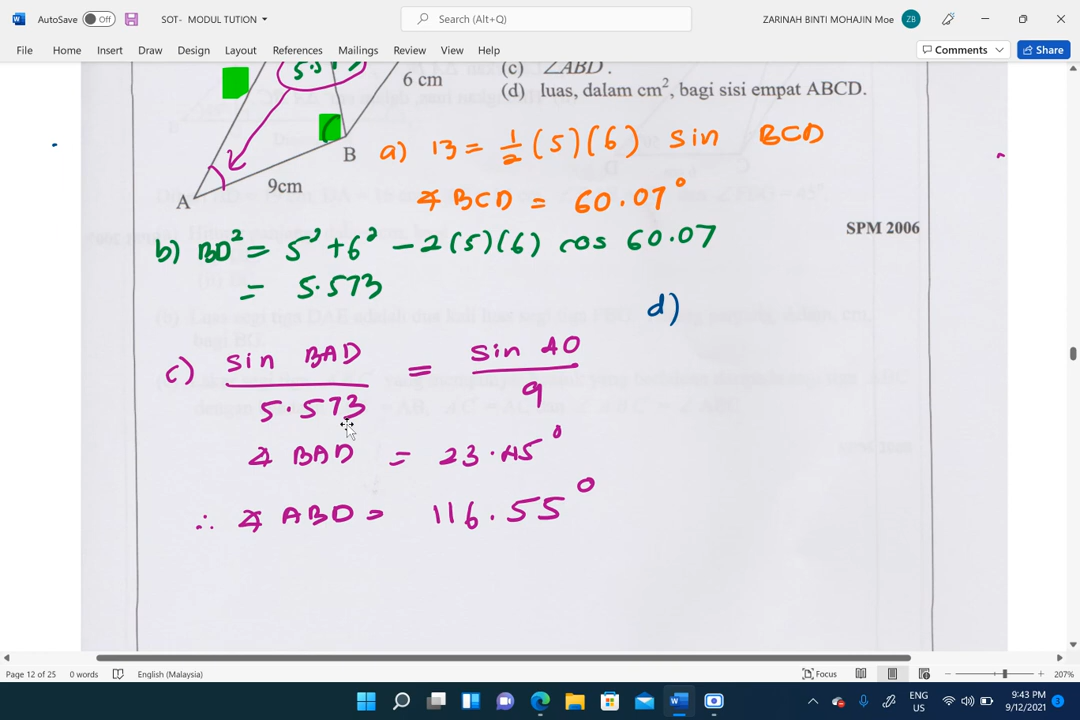 AutoSave Off SOT- MODUL TUTION Search (Alt+Q) ZARINAH BINTI MOHAJIN Moe ZB
File Home Insert Draw Design Layout References Mailings Review View Help Comments Share
6 cm
(c) ∠ABD .
(d) luas, dalam cm², bagi sisi empat ABCD.
B
9cm
A
a) 13 = 1/2 (5)(6) sin BCD
∡ BCD = 60.07°
SPM 2006
b) BD² = 5² + 6² - 2(5)(6) cos 60.07
= 5.573
d)
c) sin BAD / 5.573 = sin 40 / 9
∡ BAD = 23.45°
∴ ∡ ABD = 116.55°
Page 12 of 25 0 words English (Malaysia) Focus 207%
ENG US 9:43 PM 9/12/2021 3